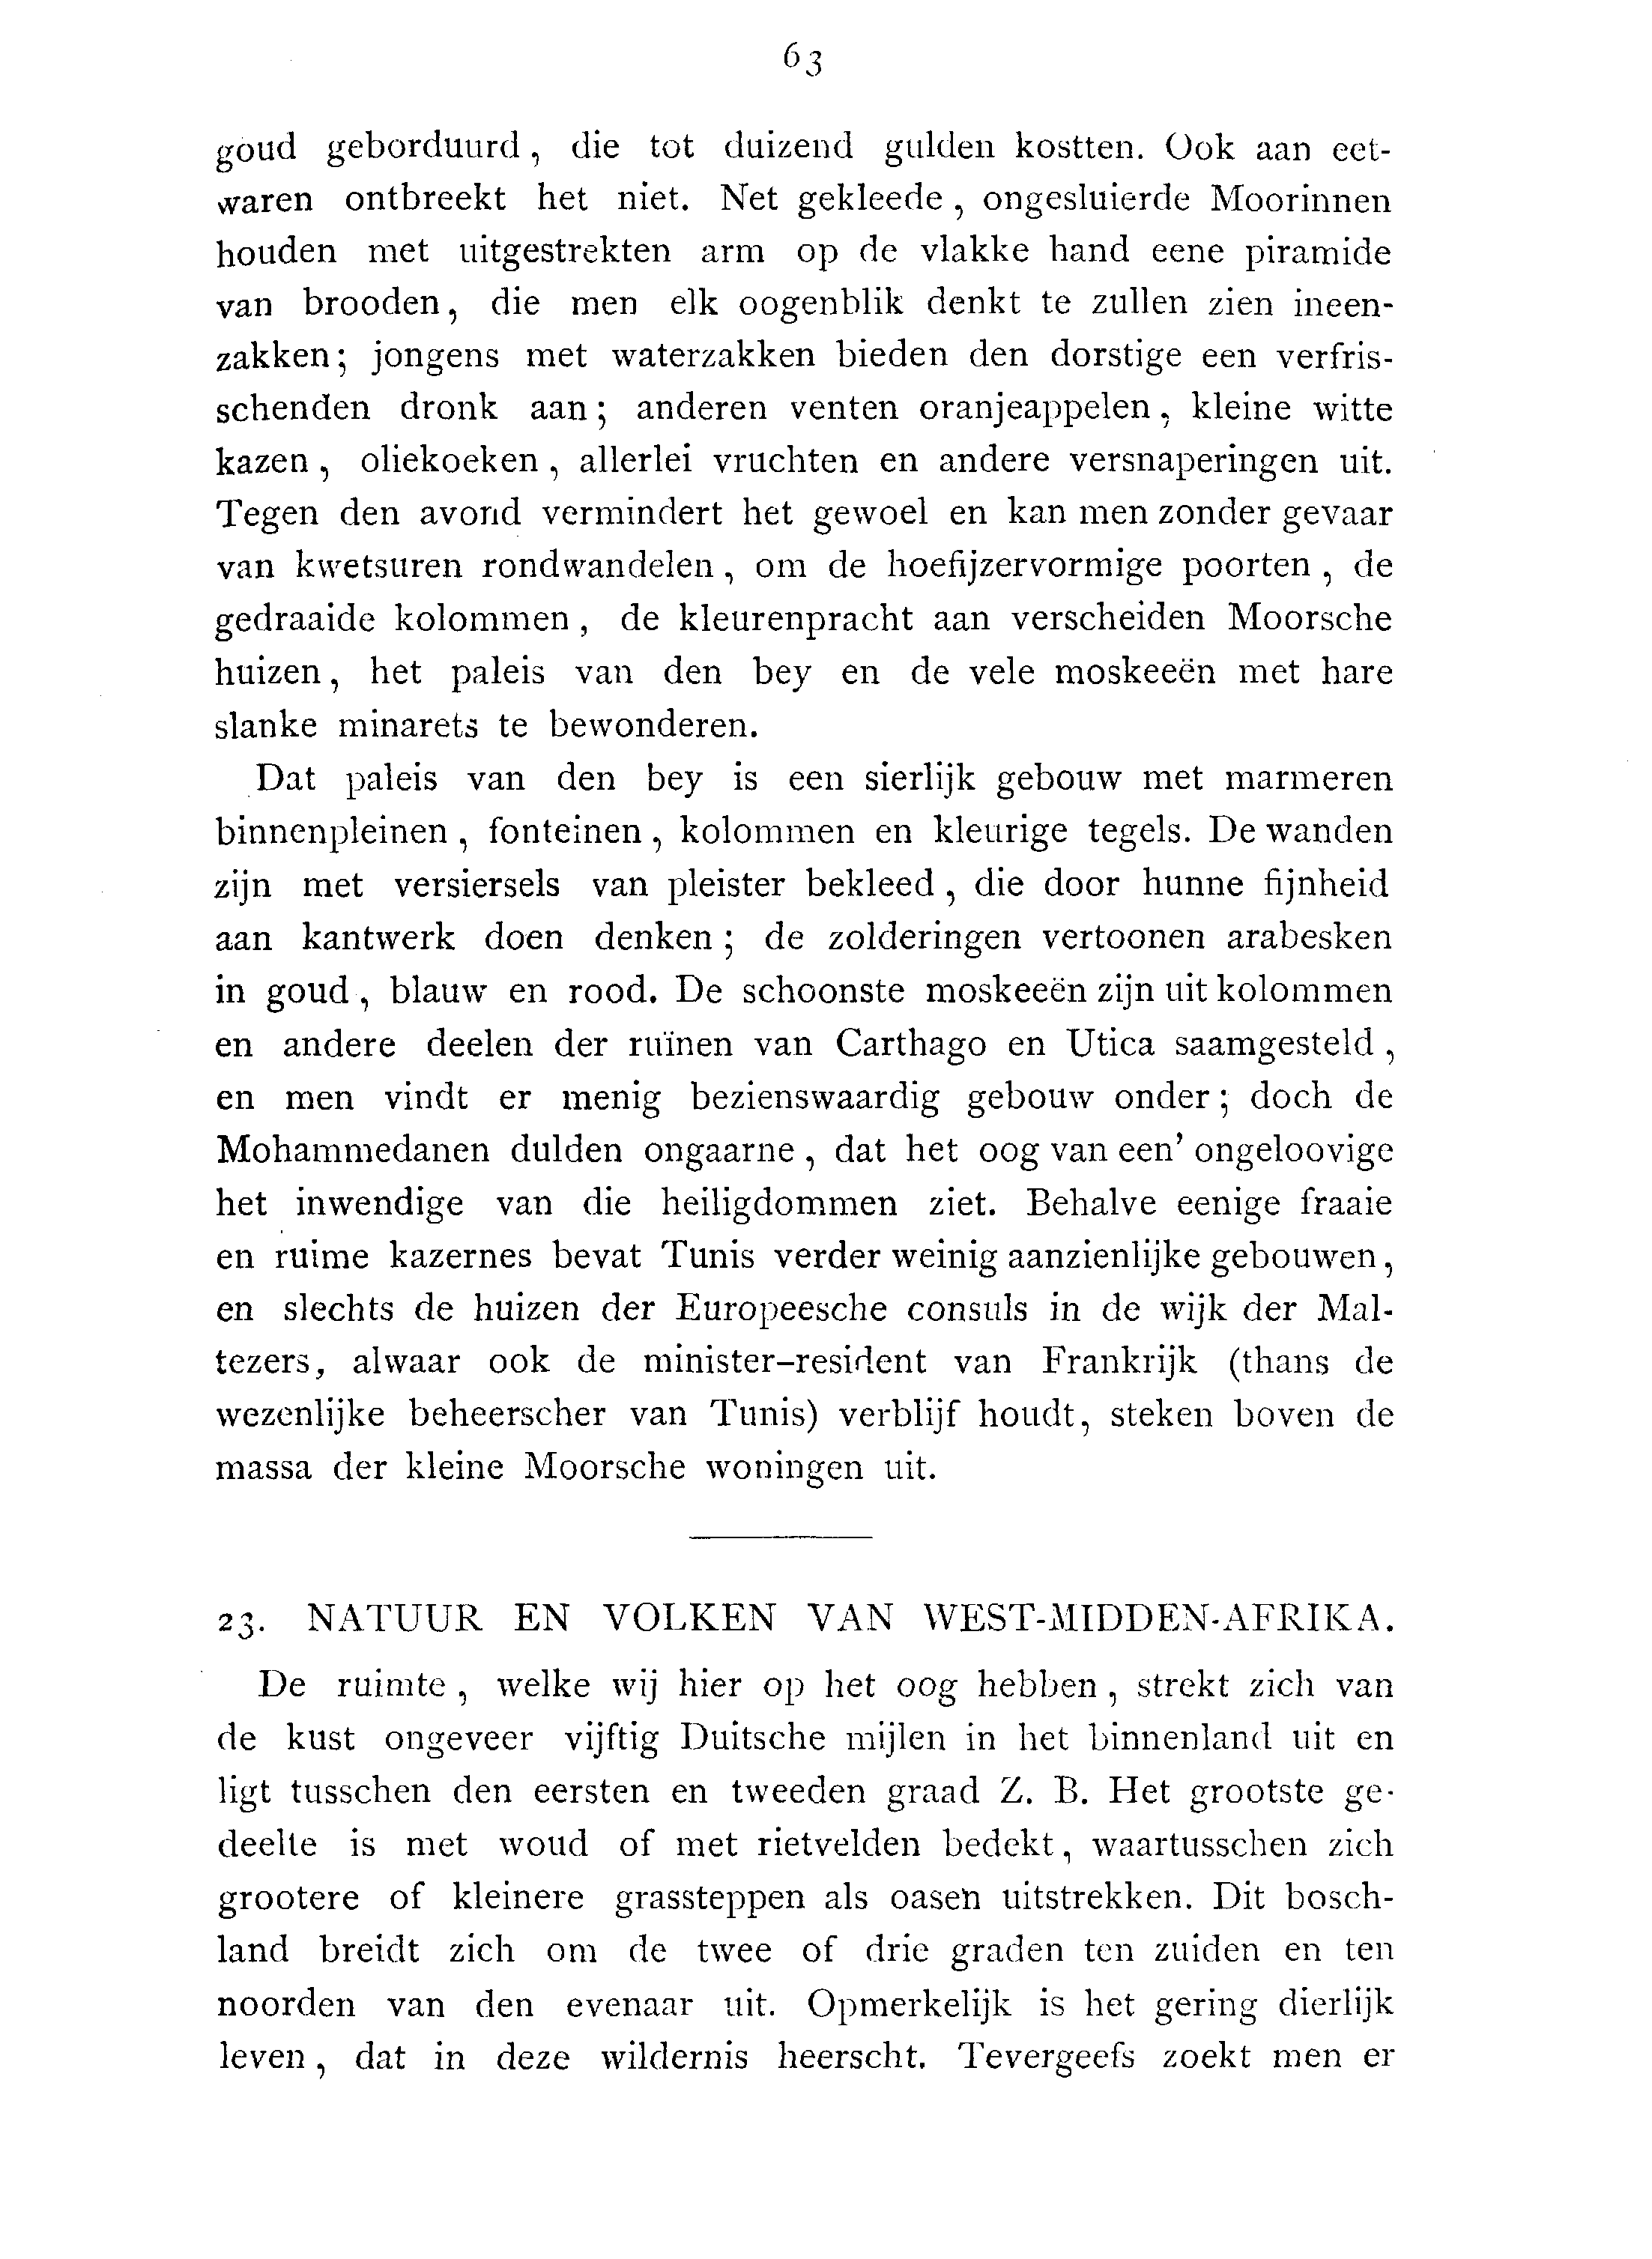 63
goud geborduurd, die tot duizend gulden kostten. Ook aan eet-
waren ontbreekt het niet. Net gekleede, ongesluierde Moorinnen
houden met uitgestrekten arm op de vlakke hand eene piramide
van brooden, die men elk oogenblik denkt te zullen zien ineen-
zakken; jongens met waterzakken bieden den dorstige een verfris-
schenden dronk aan; anderen venten oranjeappelen, kleine witte
kazen, oliekoeken, allerlei vruchten en andere versnaperingen uit.
Tegen den avond vermindert het gewoel en kan men zonder gevaar
van kwetsuren rondwandelen, om de hoefijzervormige poorten, de
gedraaide kolommen, de kleurenpracht aan verscheiden Moorsche
huizen, het paleis van den bey en de vele moskeeën met hare
slanke minarets te bewonderen.
Dat paleis van den bey is een sierlijk gebouw met marmeren
binnenpleinen, fonteinen, kolommen en kleurige tegels. De wanden
zijn met versiersels van pleister bekleed, die door hunne fijnheid
aan kantwerk doen denken; de zolderingen vertoonen arabesken
in goud, blauw en rood. De schoonste moskeeën zijn uit kolommen
en andere deelen der ruïnen van Carthago en Utica saamgesteld,
en men vindt er menig bezienswaardig gebouw onder; doch de
Mohammedanen dulden ongaarne, dat het oog van een' ongeloovige
het inwendige van die heiligdommen ziet. Behalve eenige fraaie
en ruime kazernes bevat Tunis verder weinig aanzienlijke gebouwen,
en slechts de huizen der Europeesche consuls in de wijk der Mal-
tezers, alwaar ook de minister-resident van Frankrijk (thans de
wezenlijke beheerscher van Tunis) verblijf houdt, steken boven de
massa der kleine Moorsche woningen uit.
23. NATUUR EN VOLKEN VAN WEST-MIDDEN-AFRIKA.
De ruimte, welke wij hier op het oog hebben, strekt zich van
de kust ongeveer vijftig Duitsche mijlen in het binnenland uit en
ligt tusschen den eersten en tweeden graad Z. B. Het grootste ge-
deelte is met woud of met rietvelden bedekt, waartusschen zich
grootere of kleinere grassteppen als oasen uitstrekken. Dit bosch-
land breidt zich om de twee of drie graden ten zuiden en ten
noorden van den evenaar uit. Opmerkelijk is het gering dierlijk
leven, dat in deze wildernis heerscht. Tevergeefs zoekt men er